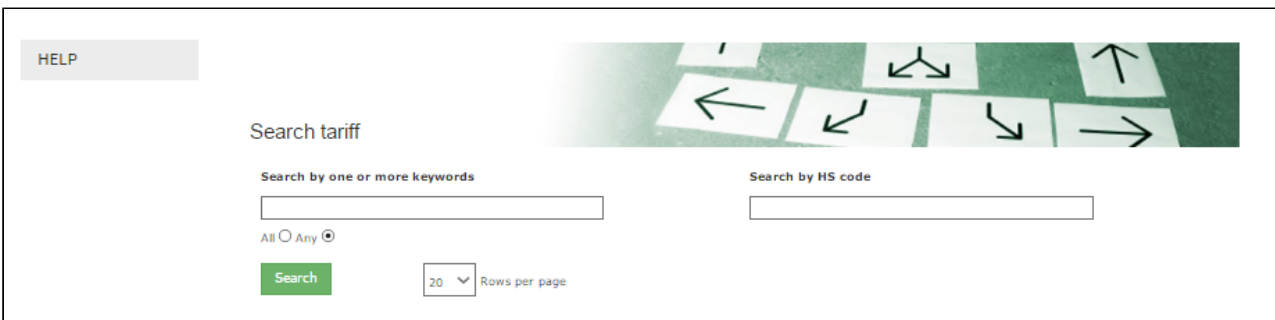 HELP
Search tariff
Search by one or more keywords
Search by HS code
All Any
Search
20 Rows per page